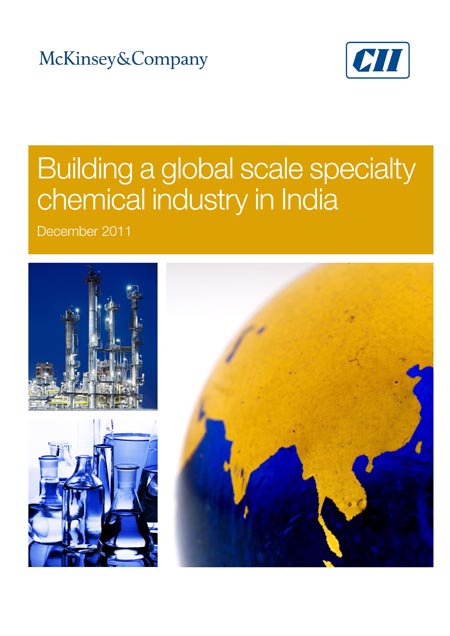 McKinsey&Company
CII
Building a global scale specialty
chemical industry in India
December 2011